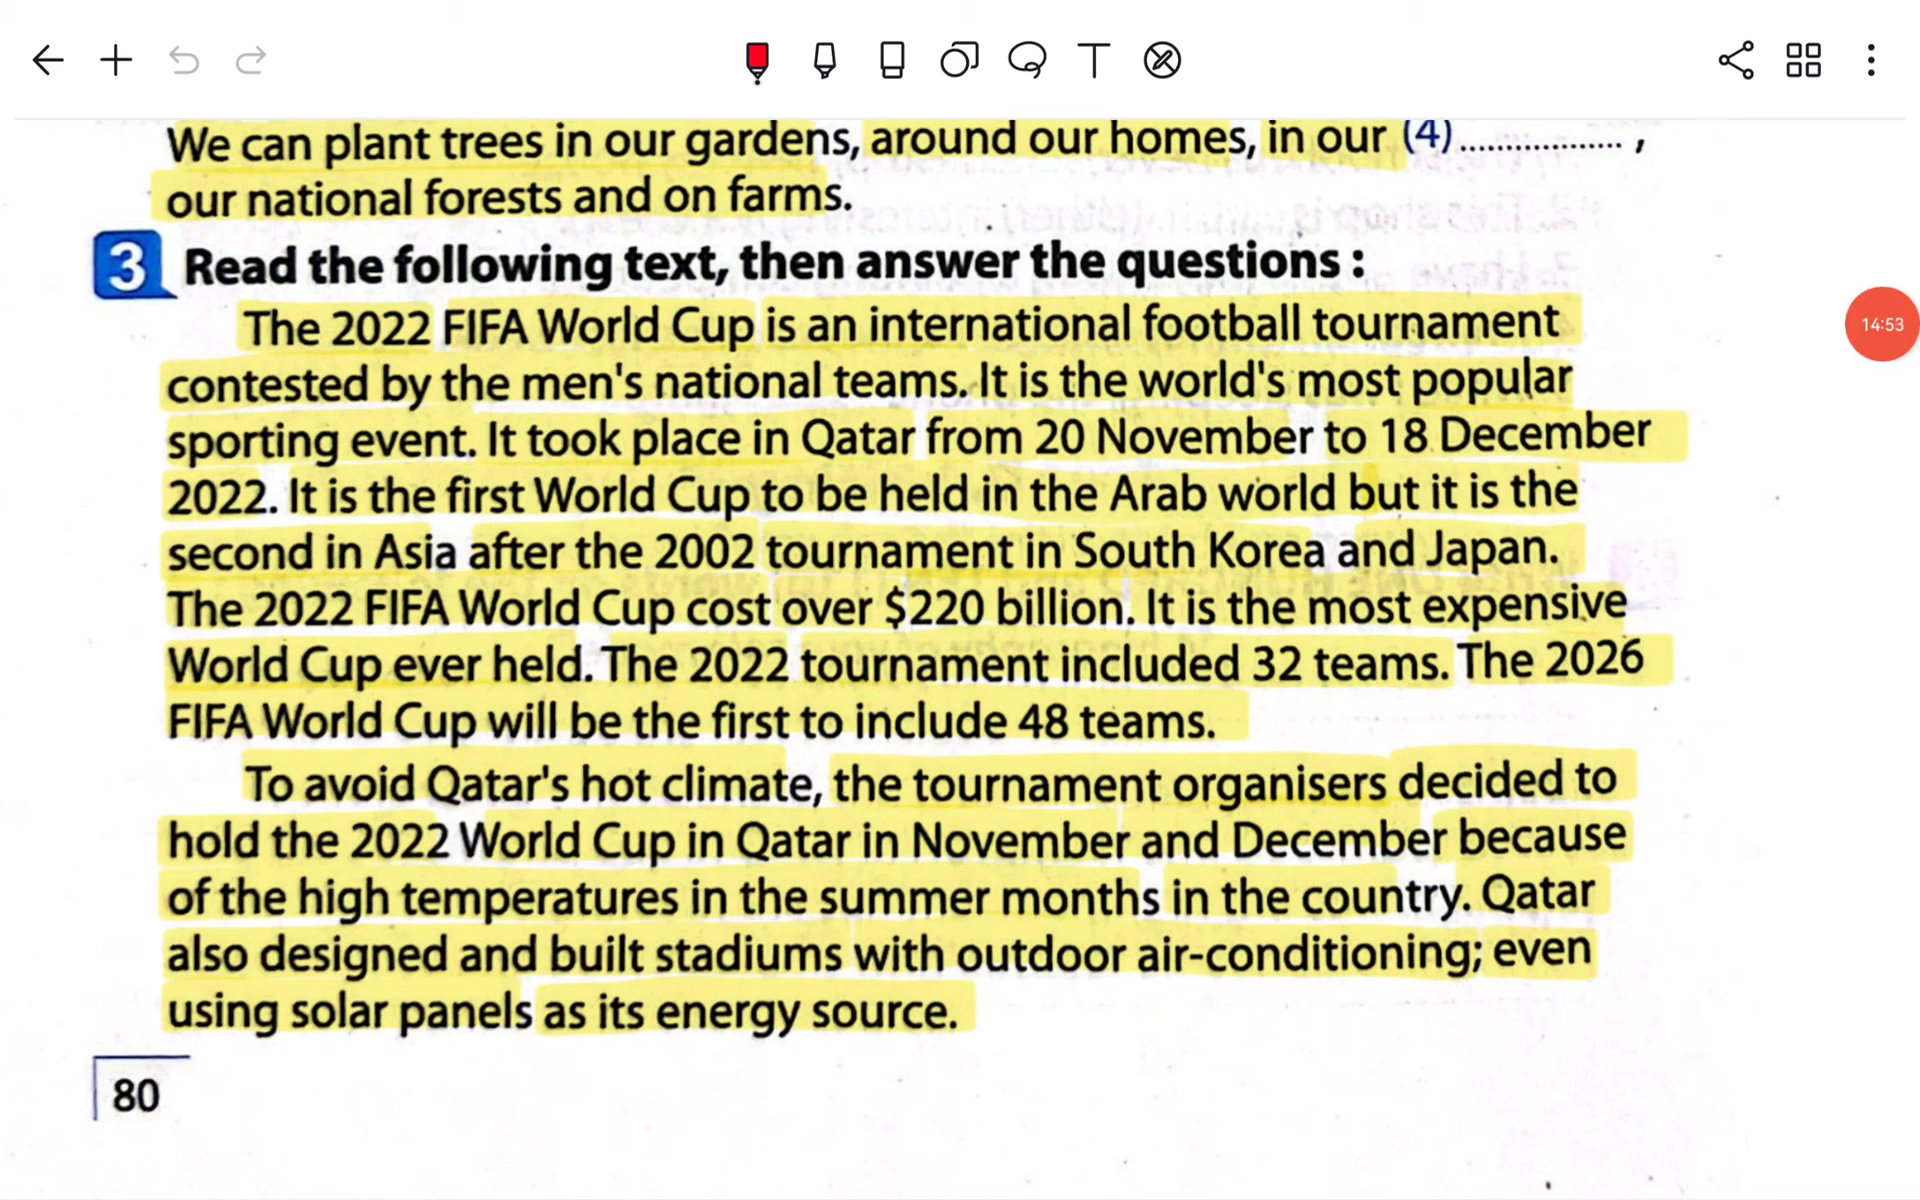 We can plant trees in our gardens, around our homes, in our (4).................. ,
our national forests and on farms.
3 Read the following text, then answer the questions :
The 2022 FIFA World Cup is an international football tournament
contested by the men's national teams. It is the world's most popular
sporting event. It took place in Qatar from 20 November to 18 December
2022. It is the first World Cup to be held in the Arab world but it is the
second in Asia after the 2002 tournament in South Korea and Japan.
The 2022 FIFA World Cup cost over $220 billion. It is the most expensive
World Cup ever held. The 2022 tournament included 32 teams. The 2026
FIFA World Cup will be the first to include 48 teams.
To avoid Qatar's hot climate, the tournament organisers decided to
hold the 2022 World Cup in Qatar in November and December because
of the high temperatures in the summer months in the country. Qatar
also designed and built stadiums with outdoor air-conditioning; even
using solar panels as its energy source.
80
14:53